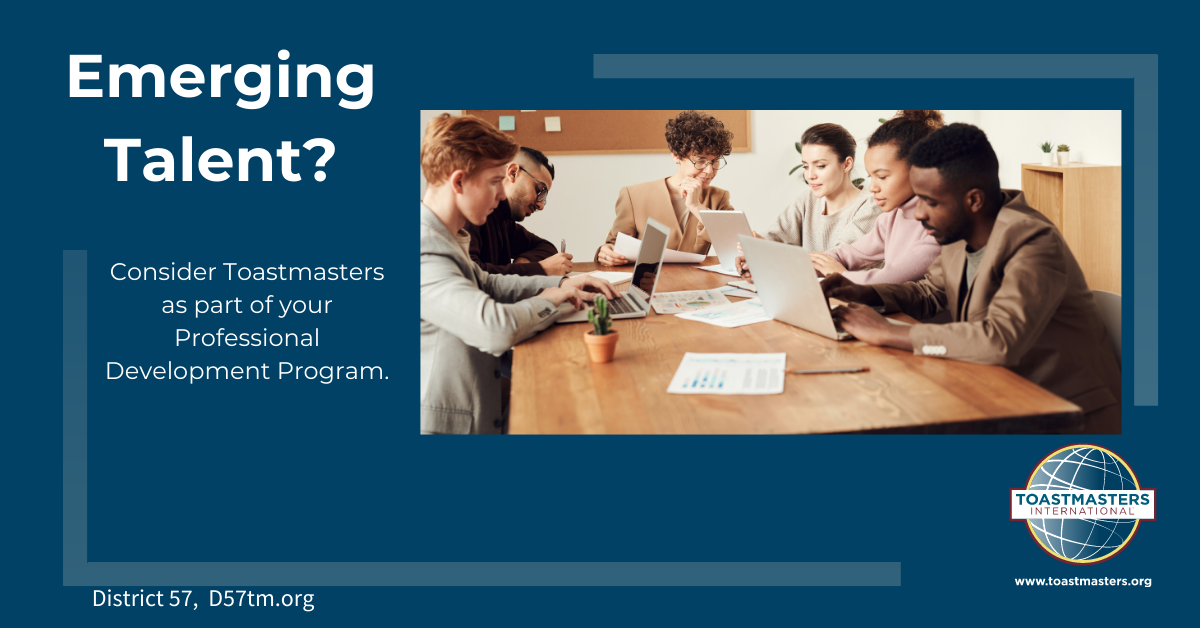 Emerging
Talent?
Consider Toastmasters
as part of your
Professional
Development Program.
TOASTMASTERS
INTERNATIONAL
www.toastmasters.org
District 57,  D57tm.org